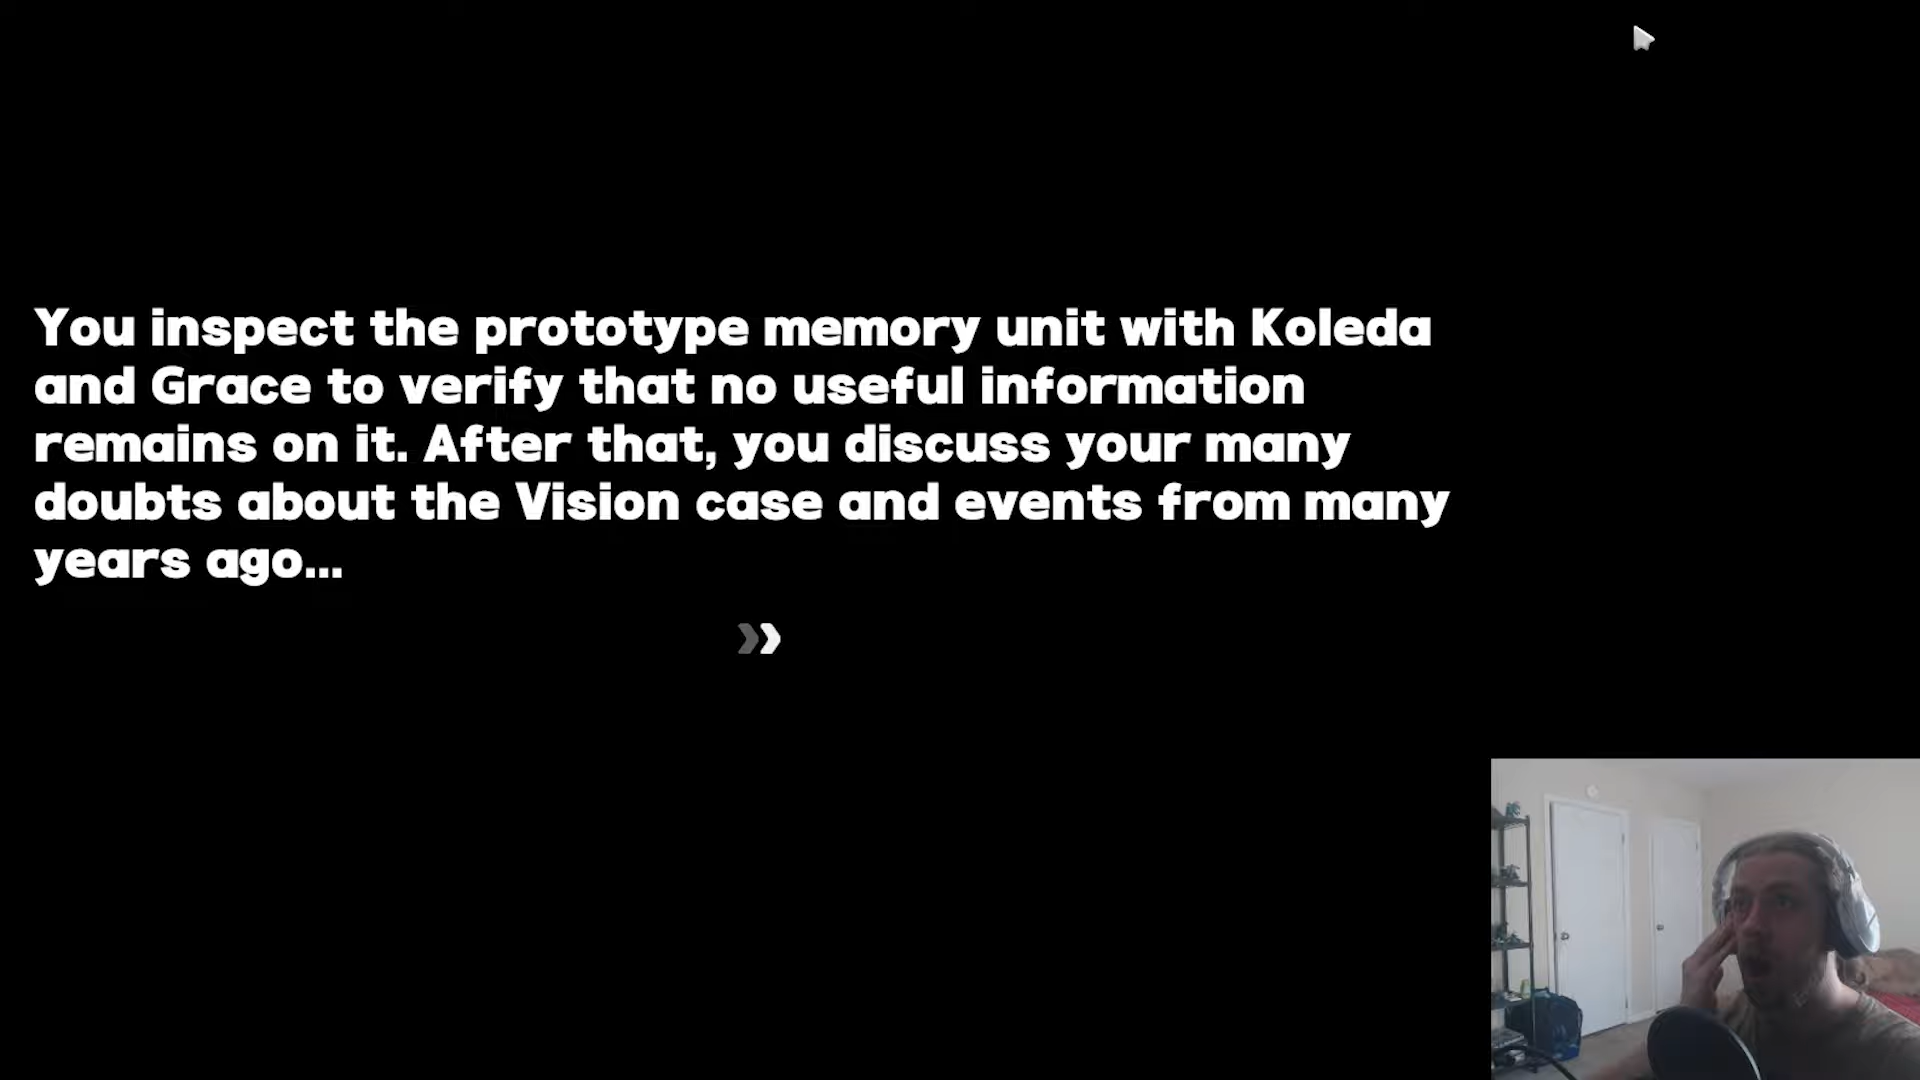 You inspect the prototype memory unit with Koleda
and Grace to verify that no useful information
remains on it. After that, you discuss your many
doubts about the Vision case and events from many
years ago...